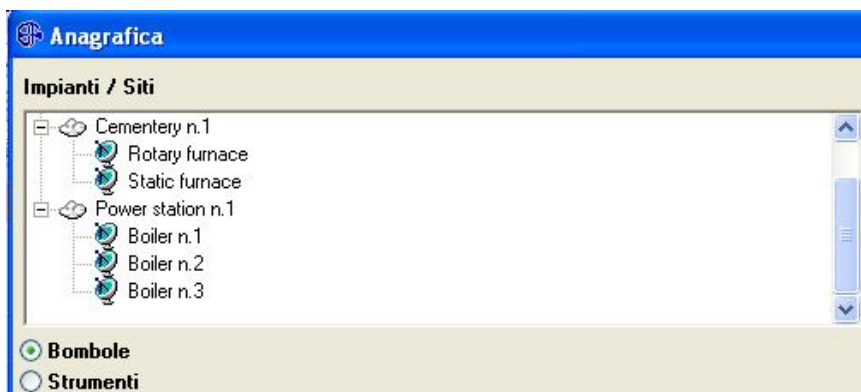 Anagrafica
Impianti / Siti
Cementery n.1
Rotary furnace
Static furnace
Power station n.1
Boiler n.1
Boiler n.2
Boiler n.3
Bombole
Strumenti